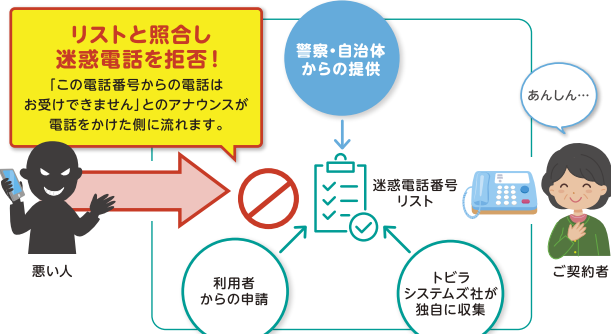 リストと照合し
迷惑電話を拒否！
「この電話番号からの電話は
お受けできません」とのアナウンスが
電話をかけた側に流れます。
警察・自治体
からの提供
あんしん…
迷惑電話番号
リスト
悪い人
ご契約者
利用者
からの申請
トビラ
システムズ社が
独自に収集